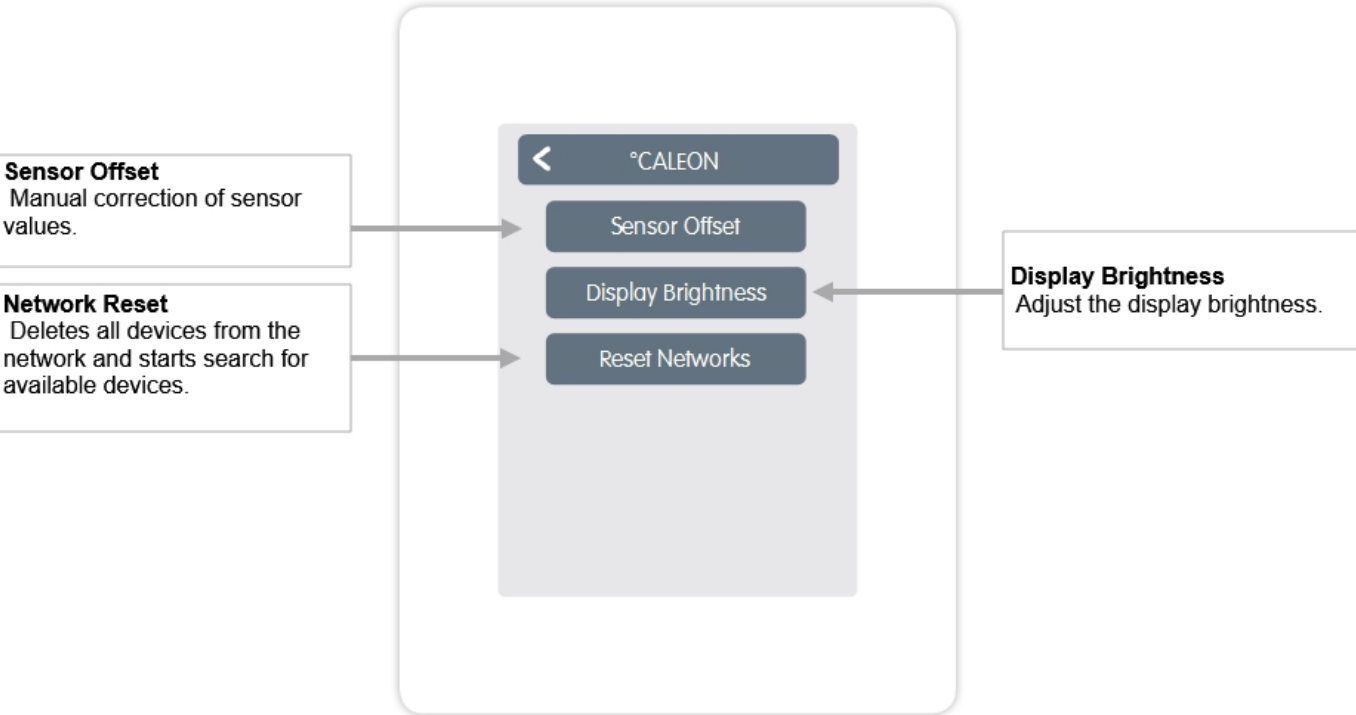 Sensor Offset
Manual correction of sensor
values.
Network Reset
Deletes all devices from the
network and starts search for
available devices.
°CALEON
Sensor Offset
Display Brightness
Reset Networks
Display Brightness
Adjust the display brightness.